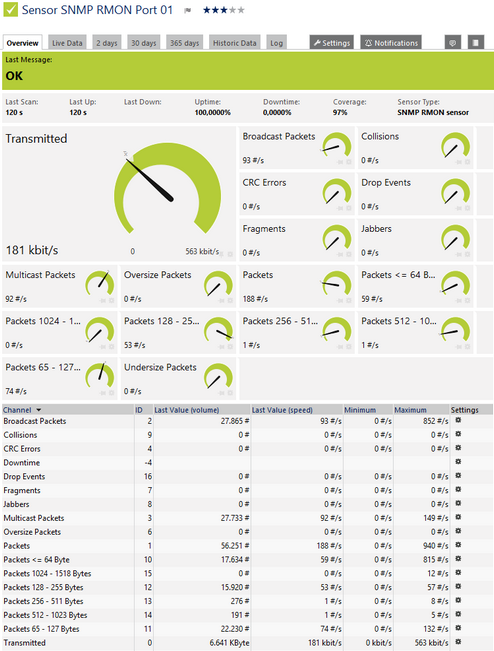 Sensor SNMP RMON Port 01
Overview Live Data 2 days 30 days 365 days Historic Data Log Settings Notifications
Last Message:
OK
Last Scan: Last Up: Last Down: Uptime: Downtime: Coverage: Sensor Type:
120 s 120 s 100,0000% 0,0000% 97% SNMP RMON sensor
Transmitted
181 kbit/s
0 563 kbit/s
Broadcast Packets
93 #/s
Collisions
0 #/s
CRC Errors
0 #/s
Drop Events
0 #/s
Fragments
0 #/s
Jabbers
0 #/s
Multicast Packets
92 #/s
Oversize Packets
0 #/s
Packets
188 #/s
Packets <= 64 B...
59 #/s
Packets 1024 - 1...
0 #/s
Packets 128 - 25...
53 #/s
Packets 256 - 51...
1 #/s
Packets 512 - 10...
1 #/s
Packets 65 - 127...
74 #/s
Undersize Packets
0 #/s
Channel ID Last Value (volume) Last Value (speed) Minimum Maximum Settings
Broadcast Packets 2 27,865 # 93 #/s 0 #/s 852 #/s
Collisions 9 0 # 0 #/s 0 #/s 0 #/s
CRC Errors 4 0 # 0 #/s 0 #/s 0 #/s
Downtime -4
Drop Events 16 0 # 0 #/s 0 #/s 0 #/s
Fragments 7 0 # 0 #/s 0 #/s 0 #/s
Jabbers 8 0 # 0 #/s 0 #/s 0 #/s
Multicast Packets 3 27.733 # 92 #/s 0 #/s 149 #/s
Oversize Packets 6 0 # 0 #/s 0 #/s 0 #/s
Packets 1 56.251 # 188 #/s 0 #/s 940 #/s
Packets <= 64 Byte 10 17.634 # 59 #/s 0 #/s 815 #/s
Packets 1024 - 1518 Bytes 15 0 # 0 #/s 0 #/s 12 #/s
Packets 128 - 255 Bytes 12 15.920 # 53 #/s 0 #/s 57 #/s
Packets 256 - 511 Bytes 13 276 # 1 #/s 0 #/s 8 #/s
Packets 512 - 1023 Bytes 14 191 # 1 #/s 0 #/s 5 #/s
Packets 65 - 127 Bytes 11 22.230 # 74 #/s 0 #/s 132 #/s
Transmitted 0 6.641 KByte 181 kbit/s 0 kbit/s 563 kbit/s